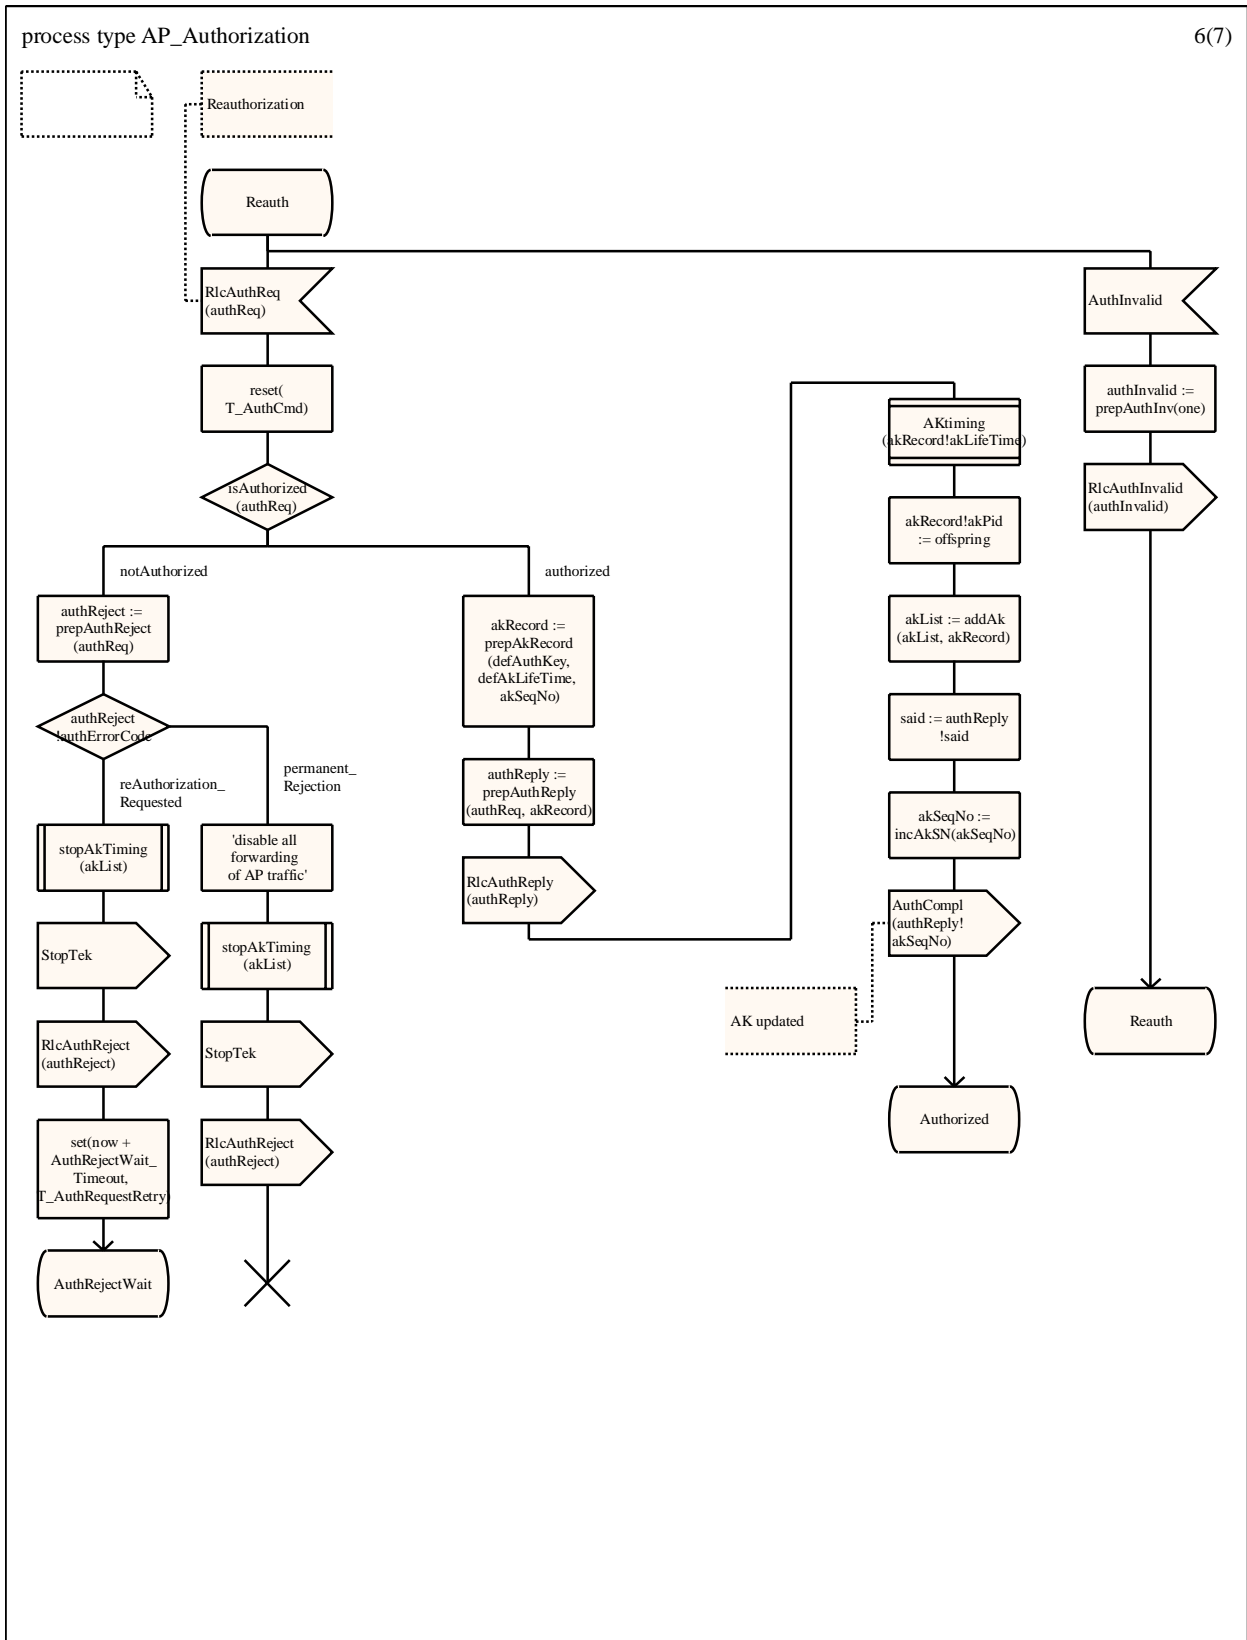 process type AP_Authorization
6(7)
Reauthorization
Reauth
RlcAuthReq
(authReq)
reset(
T_AuthCmd)
isAuthorized
(authReq)
notAuthorized
authReject :=
prepAuthReject
(authReq)
authReject
!authErrorCode
reAuthorization_
Requested
stopAkTiming
(akList)
StopTek
RlcAuthReject
(authReject)
set(now +
AuthRejectWait_
Timeout,
T_AuthRequestRetry)
AuthRejectWait
permanent_
Rejection
'disable all
forwarding
of AP traffic'
stopAkTiming
(akList)
StopTek
RlcAuthReject
(authReject)
authorized
akRecord :=
prepAkRecord
(defAuthKey,
defAkLifeTime,
akSeqNo)
authReply :=
prepAuthReply
(authReq, akRecord)
RlcAuthReply
(authReply)
AKtiming
(akRecord!akLifeTime)
akRecord!akPid
:= offspring
akList := addAk
(akList, akRecord)
said := authReply
!said
akSeqNo :=
incAkSN(akSeqNo)
AuthCompl
(authReply!
akSeqNo)
AK updated
Authorized
AuthInvalid
authInvalid :=
prepAuthInv(one)
RlcAuthInvalid
(authInvalid)
Reauth